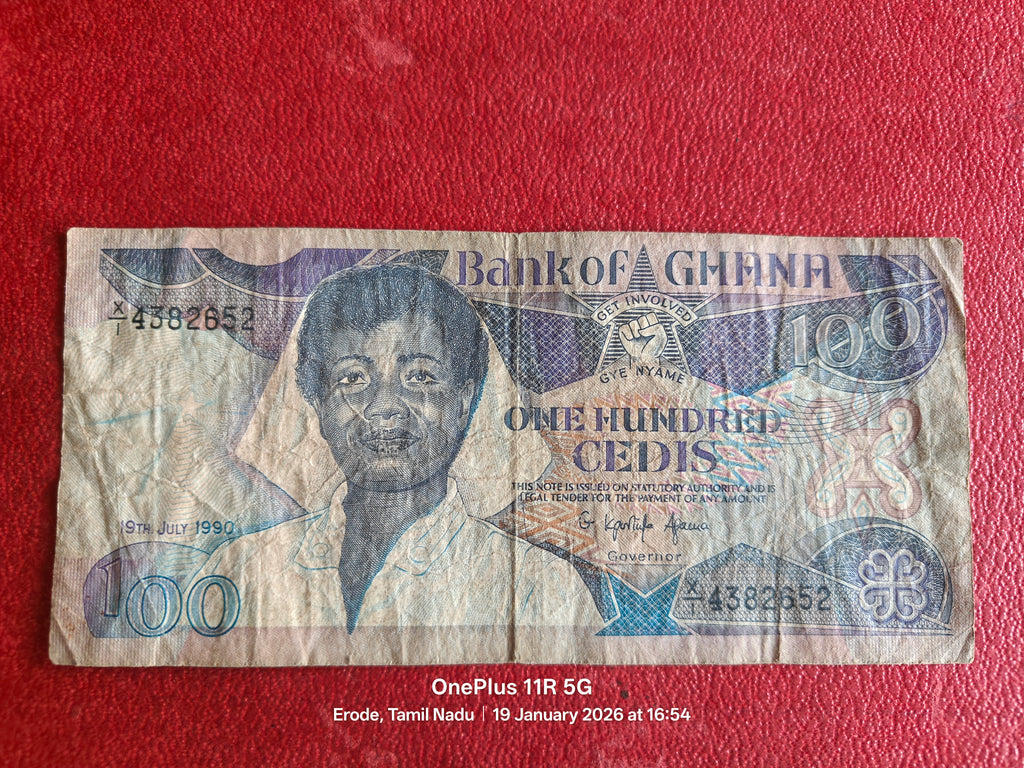 Bank of GHANA
X/1 4382652
GET INVOLVED
100
GYE NYAME
ONE HUNDRED
CEDIS
THIS NOTE IS ISSUED ON STATUTORY AUTHORITY AND IS
LEGAL TENDER FOR THE PAYMENT OF ANY AMOUNT
19TH JULY 1990
Governor
100
X/1 4382652
OnePlus 11R 5G
Erode, Tamil Nadu | 19 January 2026 at 16:54